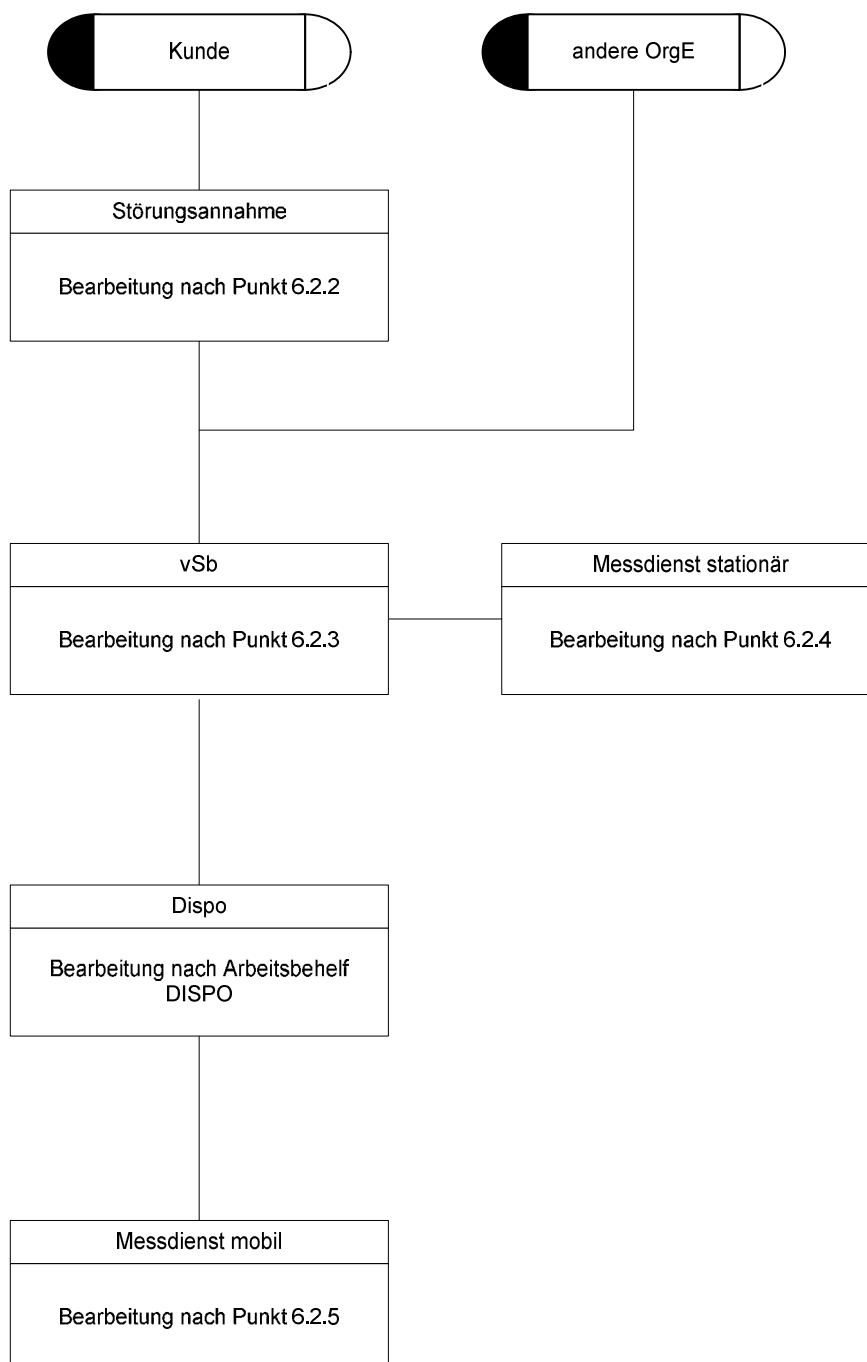 Kunde
andere OrgE
Störungsannahme
Bearbeitung nach Punkt 6.2.2
vSb
Bearbeitung nach Punkt 6.2.3
Messdienst stationär
Bearbeitung nach Punkt 6.2.4
Dispo
Bearbeitung nach Arbeitsbehelf
DISPO
Messdienst mobil
Bearbeitung nach Punkt 6.2.5